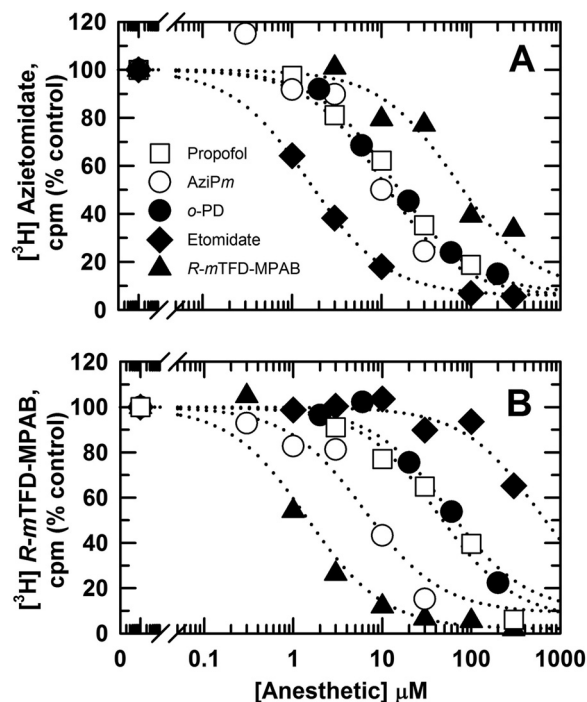 A
120
100
80
60
40
20
0
[³H] Azietomidate,
cpm (% control)
Propofol
AziPm
o-PD
Etomidate
R-mTFD-MPAB
B
120
100
80
60
40
20
0
[³H] R-mTFD-MPAB,
cpm (% control)
0 0.1 1 10 100 1000
[Anesthetic] μM